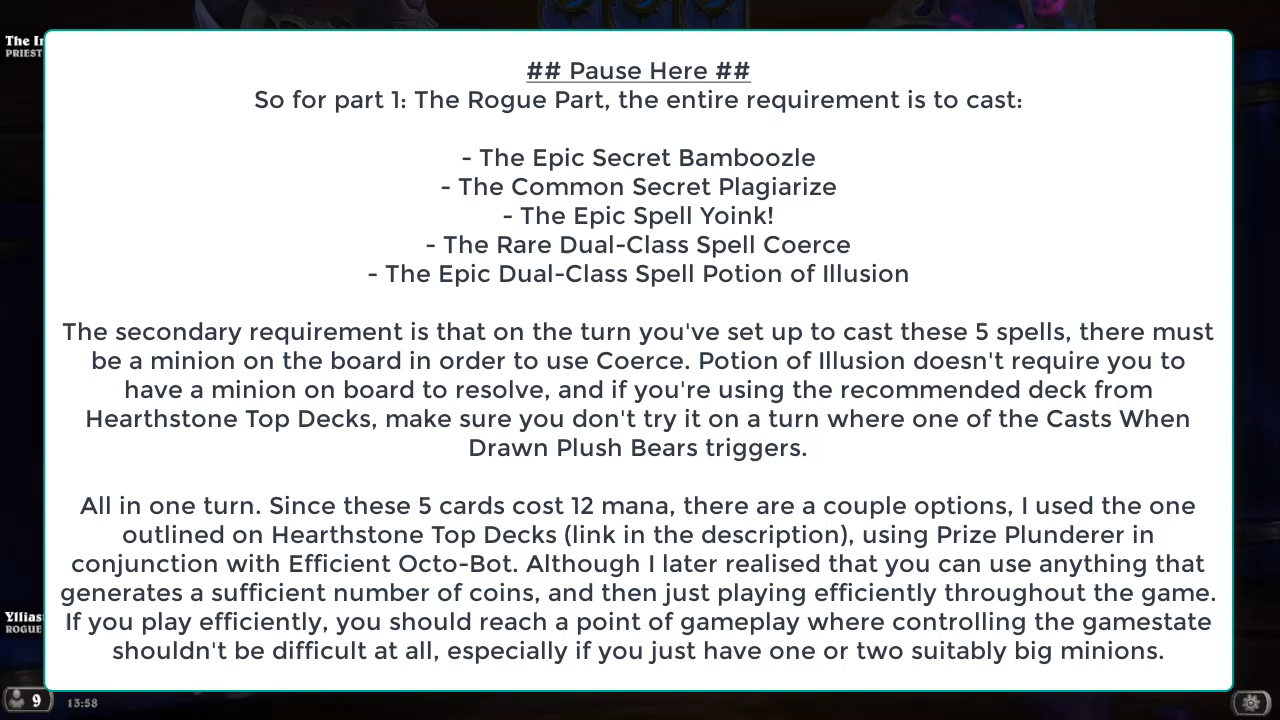 The
PRIEST
## Pause Here ##
So for part 1: The Rogue Part, the entire requirement is to cast:
- The Epic Secret Bamboozle
- The Common Secret Plagiarize
- The Epic Spell Yoink!
- The Rare Dual-Class Spell Coerce
- The Epic Dual-Class Spell Potion of Illusion
The secondary requirement is that on the turn you've set up to cast these 5 spells, there must
be a minion on the board in order to use Coerce. Potion of Illusion doesn't require you to
have a minion on board to resolve, and if you're using the recommended deck from
Hearthstone Top Decks, make sure you don't try it on a turn where one of the Casts When
Drawn Plush Bears triggers.
All in one turn. Since these 5 cards cost 12 mana, there are a couple options, I used the one
outlined on Hearthstone Top Decks (link in the description), using Prize Plunderer in
conjunction with Efficient Octo-Bot. Although I later realised that you can use anything that
generates a sufficient number of coins, and then just playing efficiently throughout the game.
If you play efficiently, you should reach a point of gameplay where controlling the gamestate
shouldn't be difficult at all, especially if you just have one or two suitably big minions.
ROGUE
9
13:58